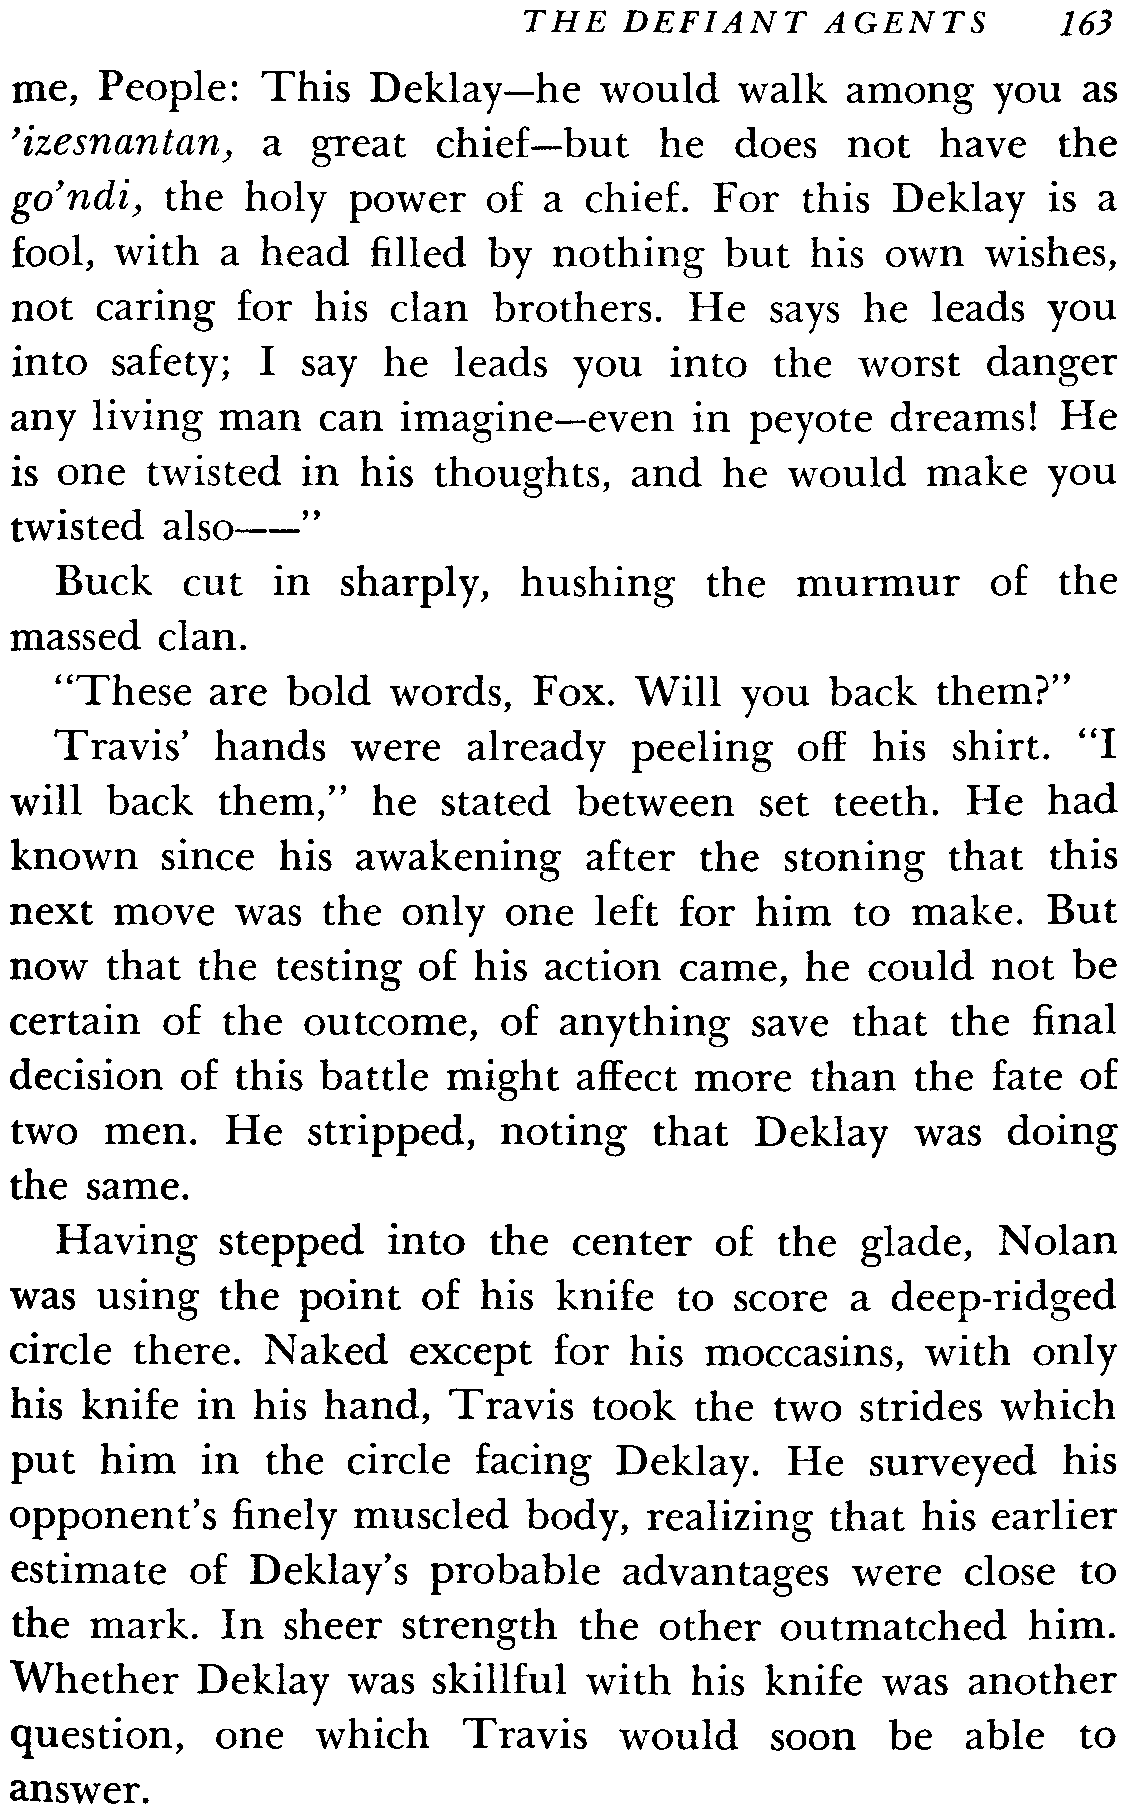 THE DEFIANT AGENTS 163
me, People: This Deklay—he would walk among you as
’izesnantan, a great chief—but he does not have the
go’ndi, the holy power of a chief. For this Deklay is a
fool, with a head filled by nothing but his own wishes,
not caring for his clan brothers. He says he leads you
into safety; I say he leads you into the worst danger
any living man can imagine—even in peyote dreams! He
is one twisted in his thoughts, and he would make you
twisted also——”
Buck cut in sharply, hushing the murmur of the
massed clan.
“These are bold words, Fox. Will you back them?”
Travis’ hands were already peeling off his shirt. “I
will back them,” he stated between set teeth. He had
known since his awakening after the stoning that this
next move was the only one left for him to make. But
now that the testing of his action came, he could not be
certain of the outcome, of anything save that the final
decision of this battle might affect more than the fate of
two men. He stripped, noting that Deklay was doing
the same.
Having stepped into the center of the glade, Nolan
was using the point of his knife to score a deep-ridged
circle there. Naked except for his moccasins, with only
his knife in his hand, Travis took the two strides which
put him in the circle facing Deklay. He surveyed his
opponent’s finely muscled body, realizing that his earlier
estimate of Deklay’s probable advantages were close to
the mark. In sheer strength the other outmatched him.
Whether Deklay was skillful with his knife was another
question, one which Travis would soon be able to
answer.